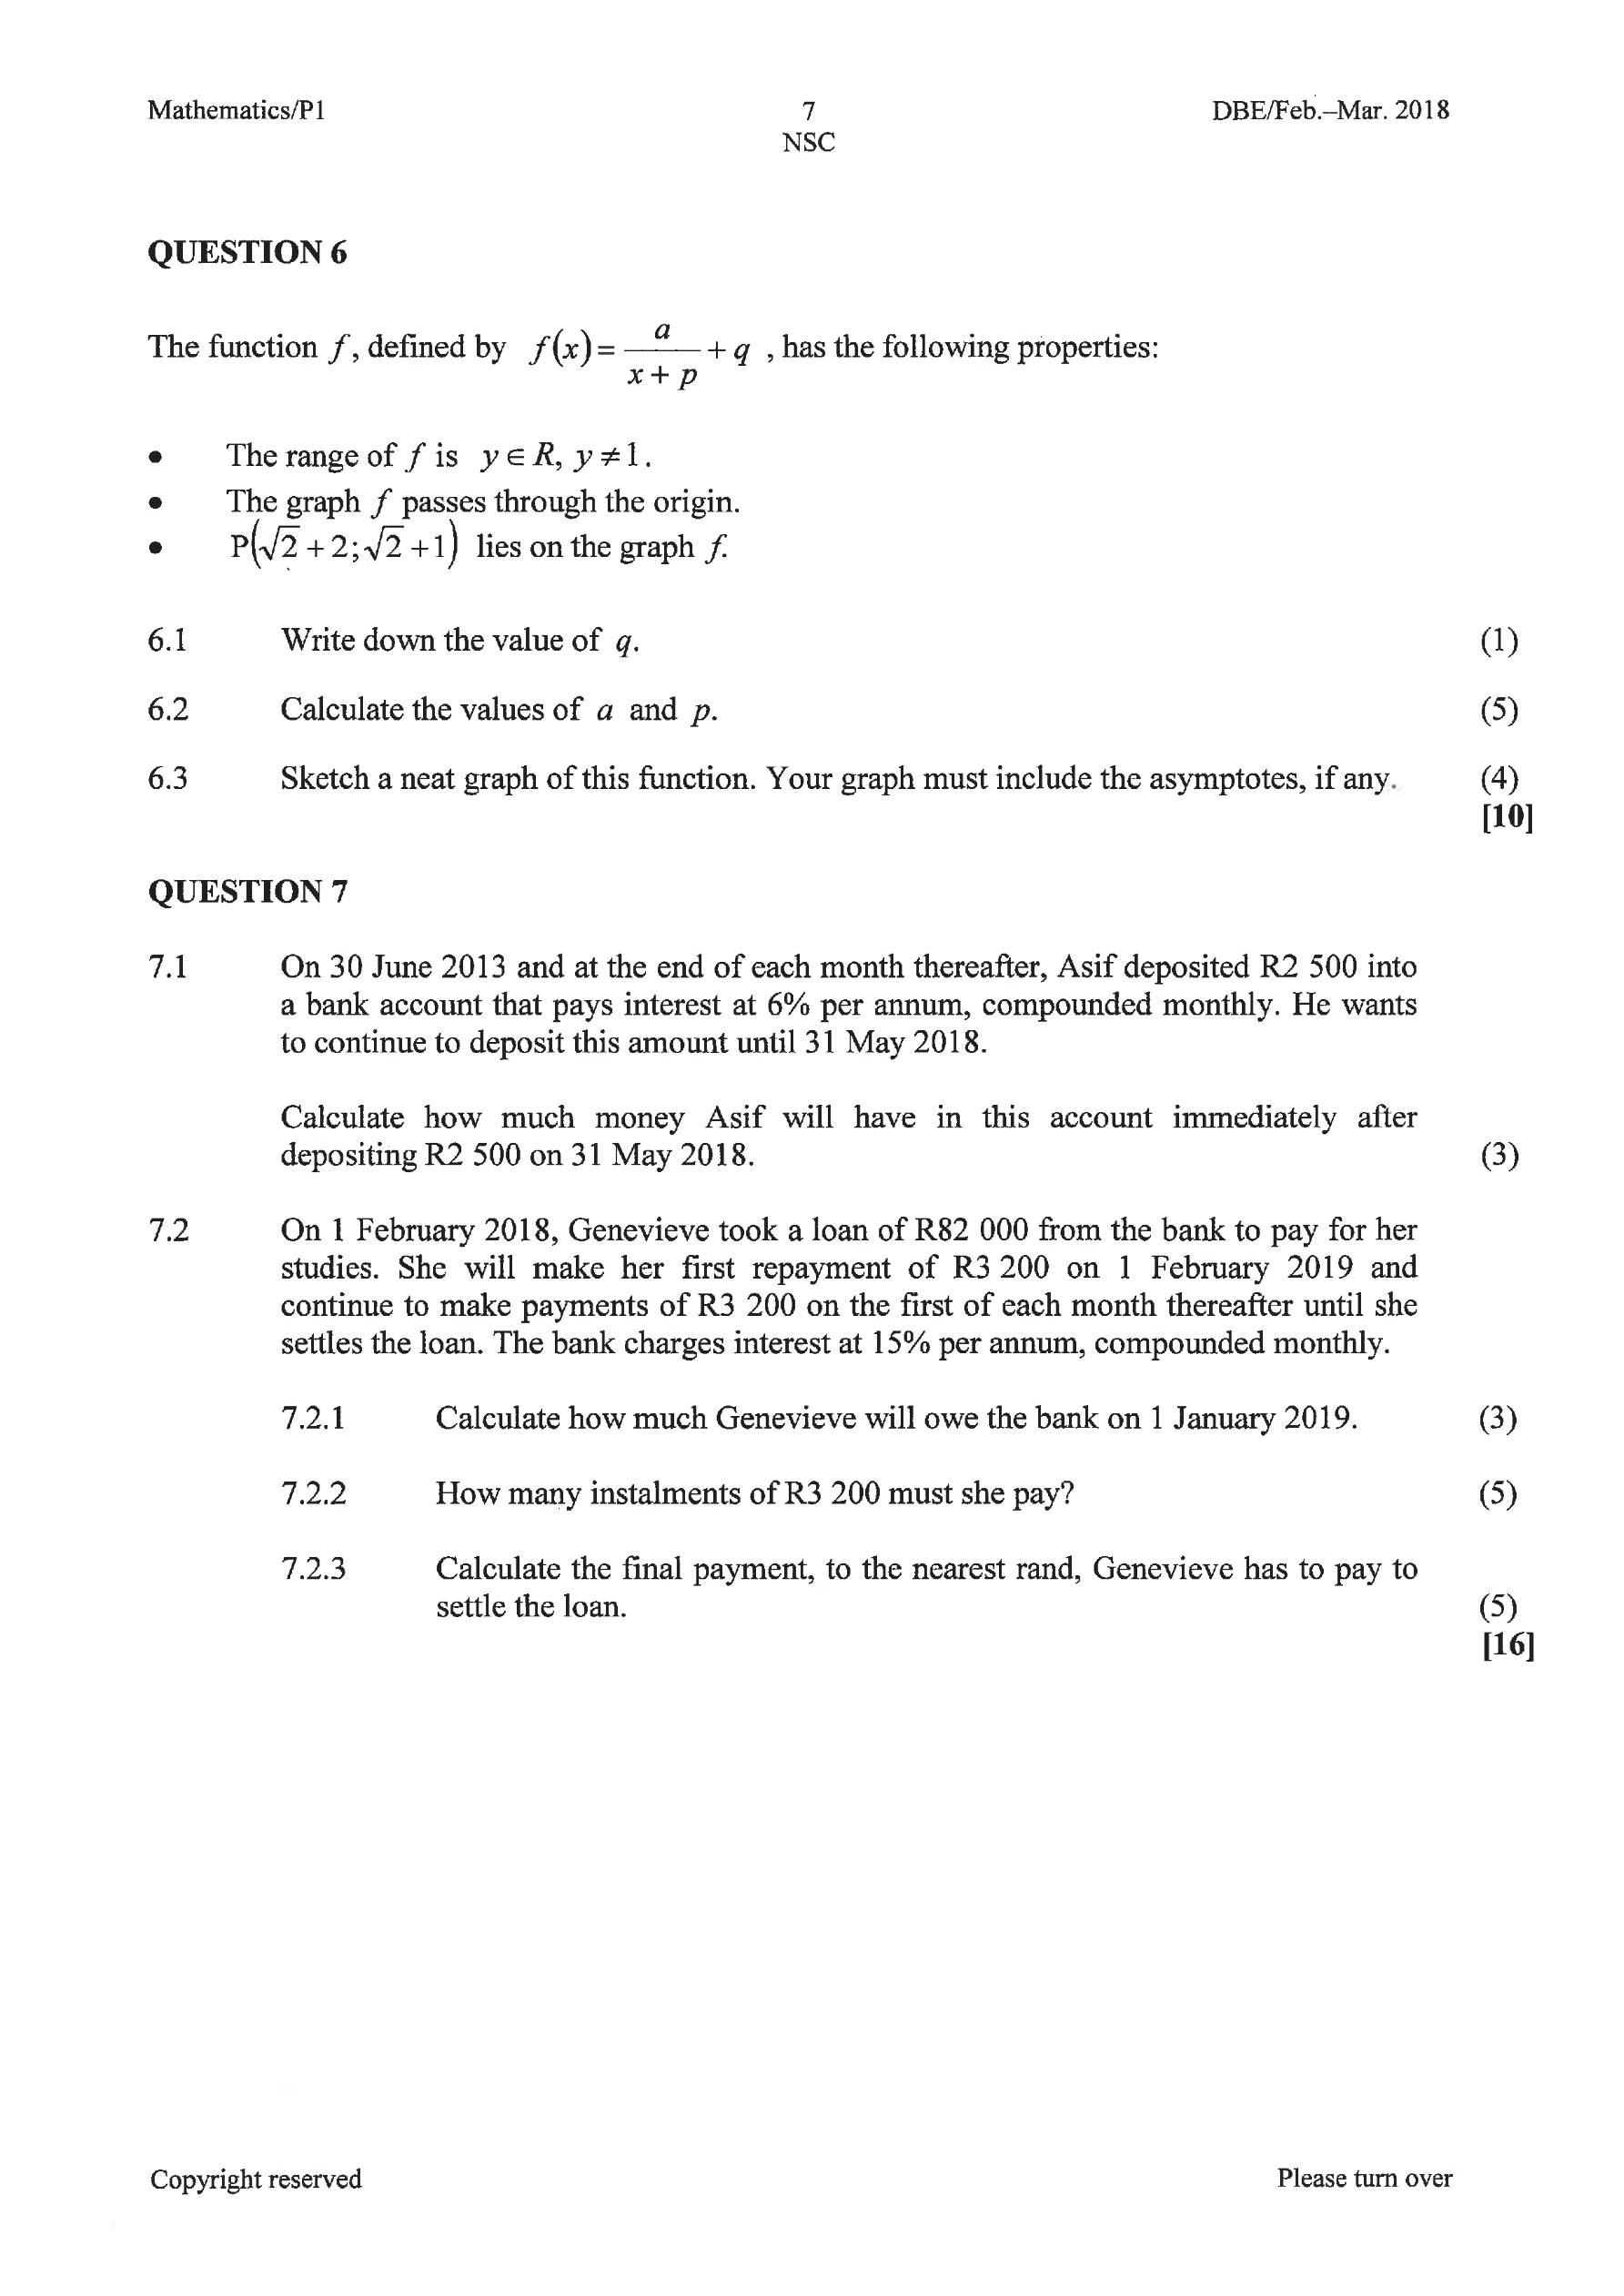 Mathematics/P1 7 DBE/Feb.–Mar. 2018
NSC
QUESTION 6
The function f, defined by f(x) = a/(x + p) + q , has the following properties:
• The range of f is y ∈ R, y ≠ 1.
• The graph f passes through the origin.
• P(√2 + 2; √2 + 1) lies on the graph f.
6.1 Write down the value of q. (1)
6.2 Calculate the values of a and p. (5)
6.3 Sketch a neat graph of this function. Your graph must include the asymptotes, if any. (4)
[10]
QUESTION 7
7.1 On 30 June 2013 and at the end of each month thereafter, Asif deposited R2 500 into
a bank account that pays interest at 6% per annum, compounded monthly. He wants
to continue to deposit this amount until 31 May 2018.
Calculate how much money Asif will have in this account immediately after
depositing R2 500 on 31 May 2018. (3)
7.2 On 1 February 2018, Genevieve took a loan of R82 000 from the bank to pay for her
studies. She will make her first repayment of R3 200 on 1 February 2019 and
continue to make payments of R3 200 on the first of each month thereafter until she
settles the loan. The bank charges interest at 15% per annum, compounded monthly.
7.2.1 Calculate how much Genevieve will owe the bank on 1 January 2019. (3)
7.2.2 How many instalments of R3 200 must she pay? (5)
7.2.3 Calculate the final payment, to the nearest rand, Genevieve has to pay to
settle the loan. (5)
[16]
Copyright reserved Please turn over